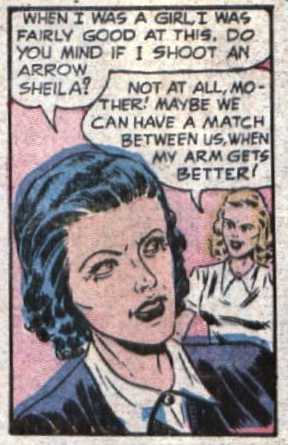 WHEN I WAS A GIRL, I WAS
FAIRLY GOOD AT THIS. DO
YOU MIND IF I SHOOT AN
ARROW
SHEILA?
NOT AT ALL, MO-
THER! MAYBE WE
CAN HAVE A MATCH
BETWEEN US, WHEN
MY ARM GETS
BETTER!